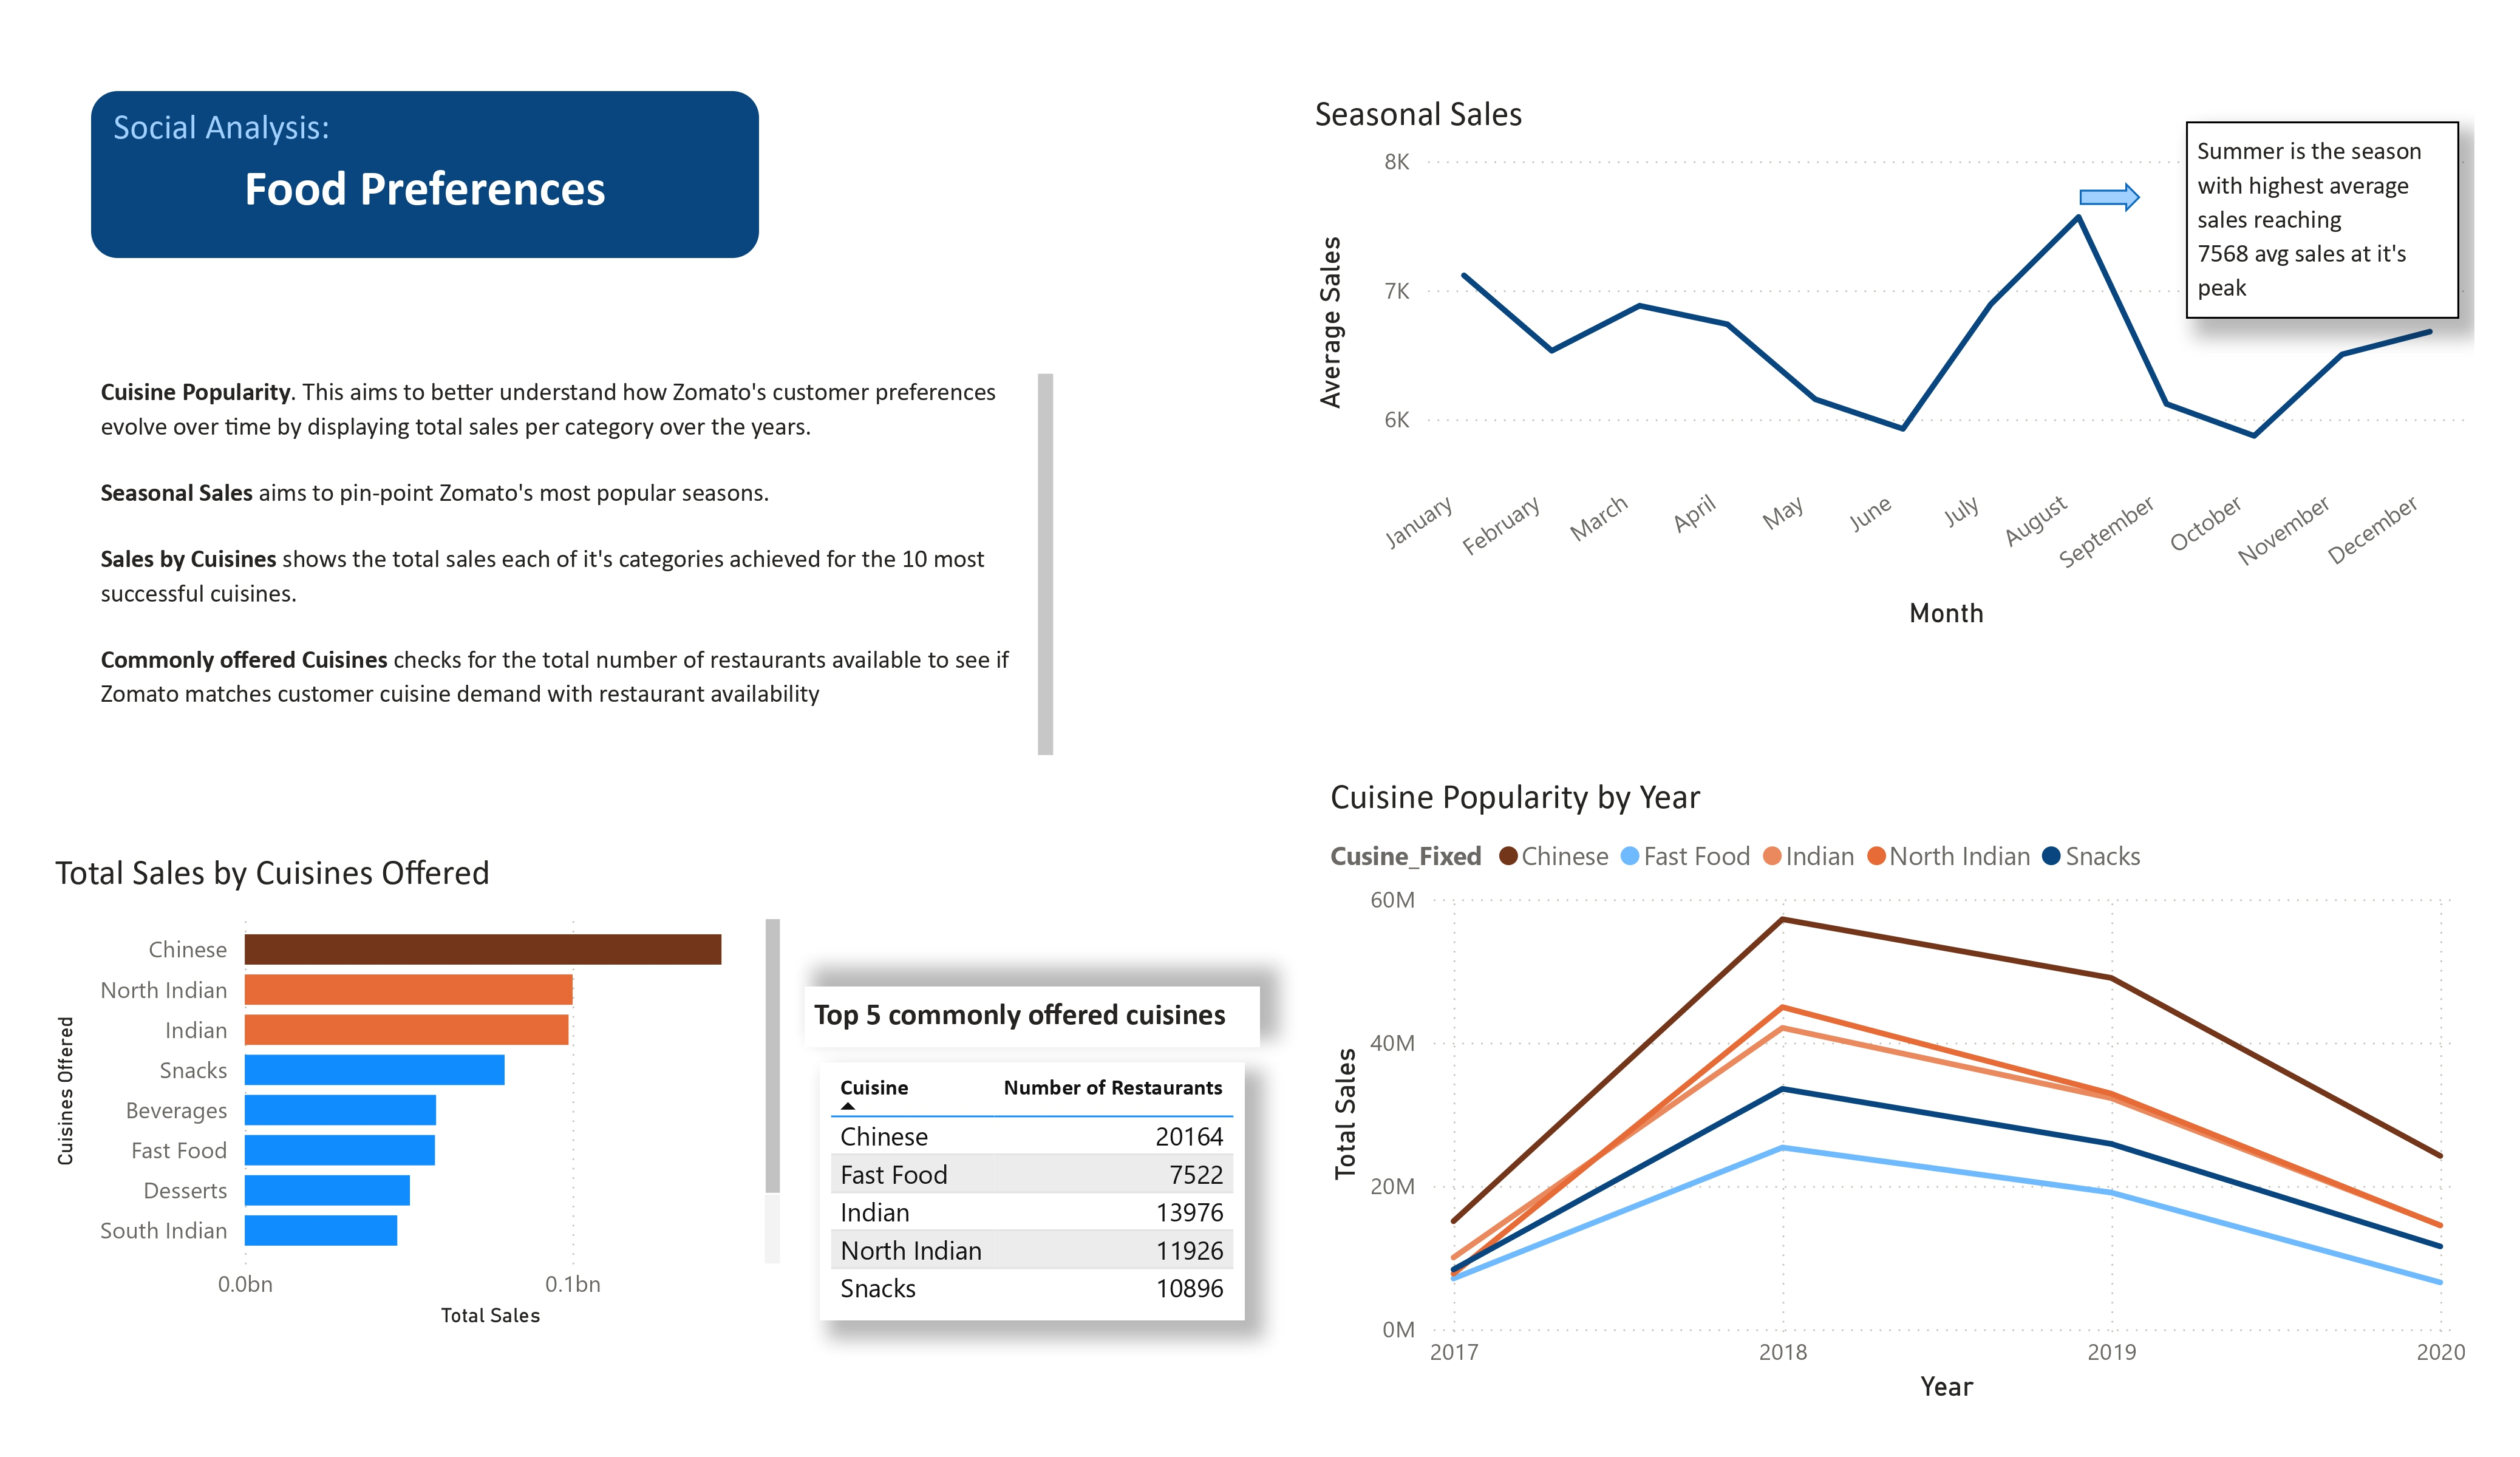 Social Analysis:
Food Preferences
Cuisine Popularity. This aims to better understand how Zomato's customer preferences
evolve over time by displaying total sales per category over the years.
Seasonal Sales aims to pin-point Zomato's most popular seasons.
Sales by Cuisines shows the total sales each of it's categories achieved for the 10 most
successful cuisines.
Commonly offered Cuisines checks for the total number of restaurants available to see if
Zomato matches customer cuisine demand with restaurant availability
Seasonal Sales
Summer is the season
with highest average
sales reaching
7568 avg sales at it's
peak
Average Sales
8K
7K
6K
January
February
March
April
May
June
July
August
September
October
November
December
Month
Total Sales by Cuisines Offered
Cuisines Offered
Chinese
North Indian
Indian
Snacks
Beverages
Fast Food
Desserts
South Indian
0.0bn 0.1bn
Total Sales
Top 5 commonly offered cuisines
Cuisine Number of Restaurants
Chinese 20164
Fast Food 7522
Indian 13976
North Indian 11926
Snacks 10896
Cuisine Popularity by Year
Cusine_Fixed Chinese Fast Food Indian North Indian Snacks
Total Sales
60M
40M
20M
0M
2017 2018 2019 2020
Year